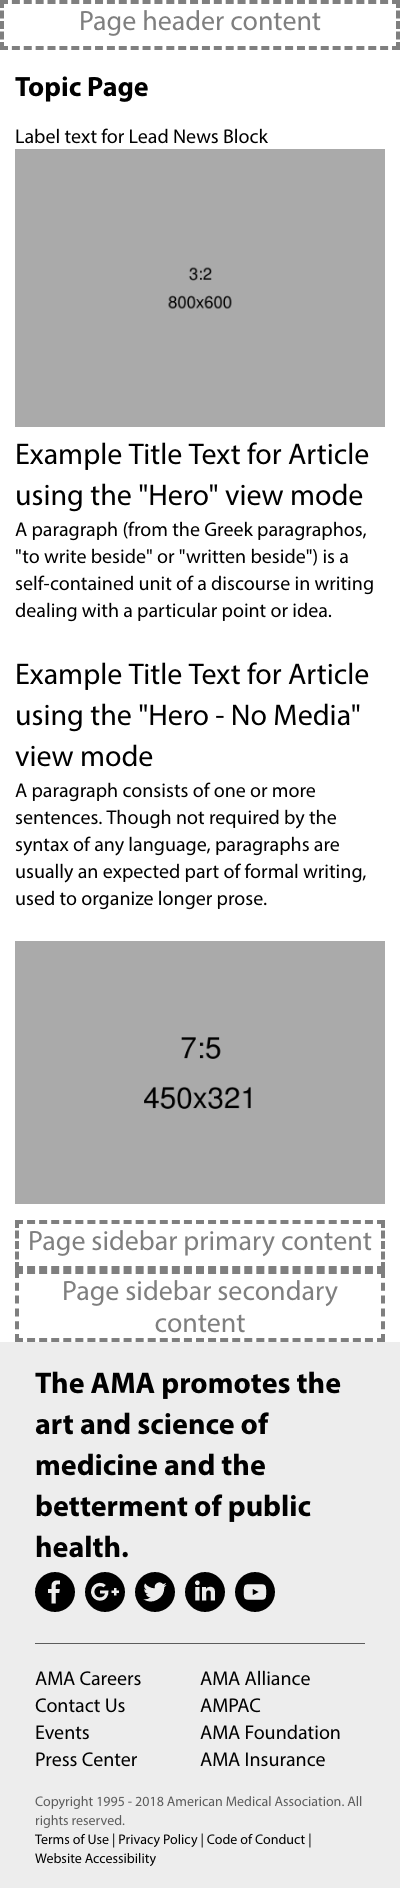 Page header content
Topic Page
Label text for Lead News Block
3:2
800x600
Example Title Text for Article
using the "Hero" view mode
A paragraph (from the Greek paragraphos,
"to write beside" or "written beside") is a
self-contained unit of a discourse in writing
dealing with a particular point or idea.
Example Title Text for Article
using the "Hero - No Media"
view mode
A paragraph consists of one or more
sentences. Though not required by the
syntax of any language, paragraphs are
usually an expected part of formal writing,
used to organize longer prose.
7:5
450x321
Page sidebar primary content
Page sidebar secondary
content
The AMA promotes the
art and science of
medicine and the
betterment of public
health.
AMA Careers
Contact Us
Events
Press Center
AMA Alliance
AMPAC
AMA Foundation
AMA Insurance
Copyright 1995 - 2018 American Medical Association. All
rights reserved.
Terms of Use | Privacy Policy | Code of Conduct |
Website Accessibility